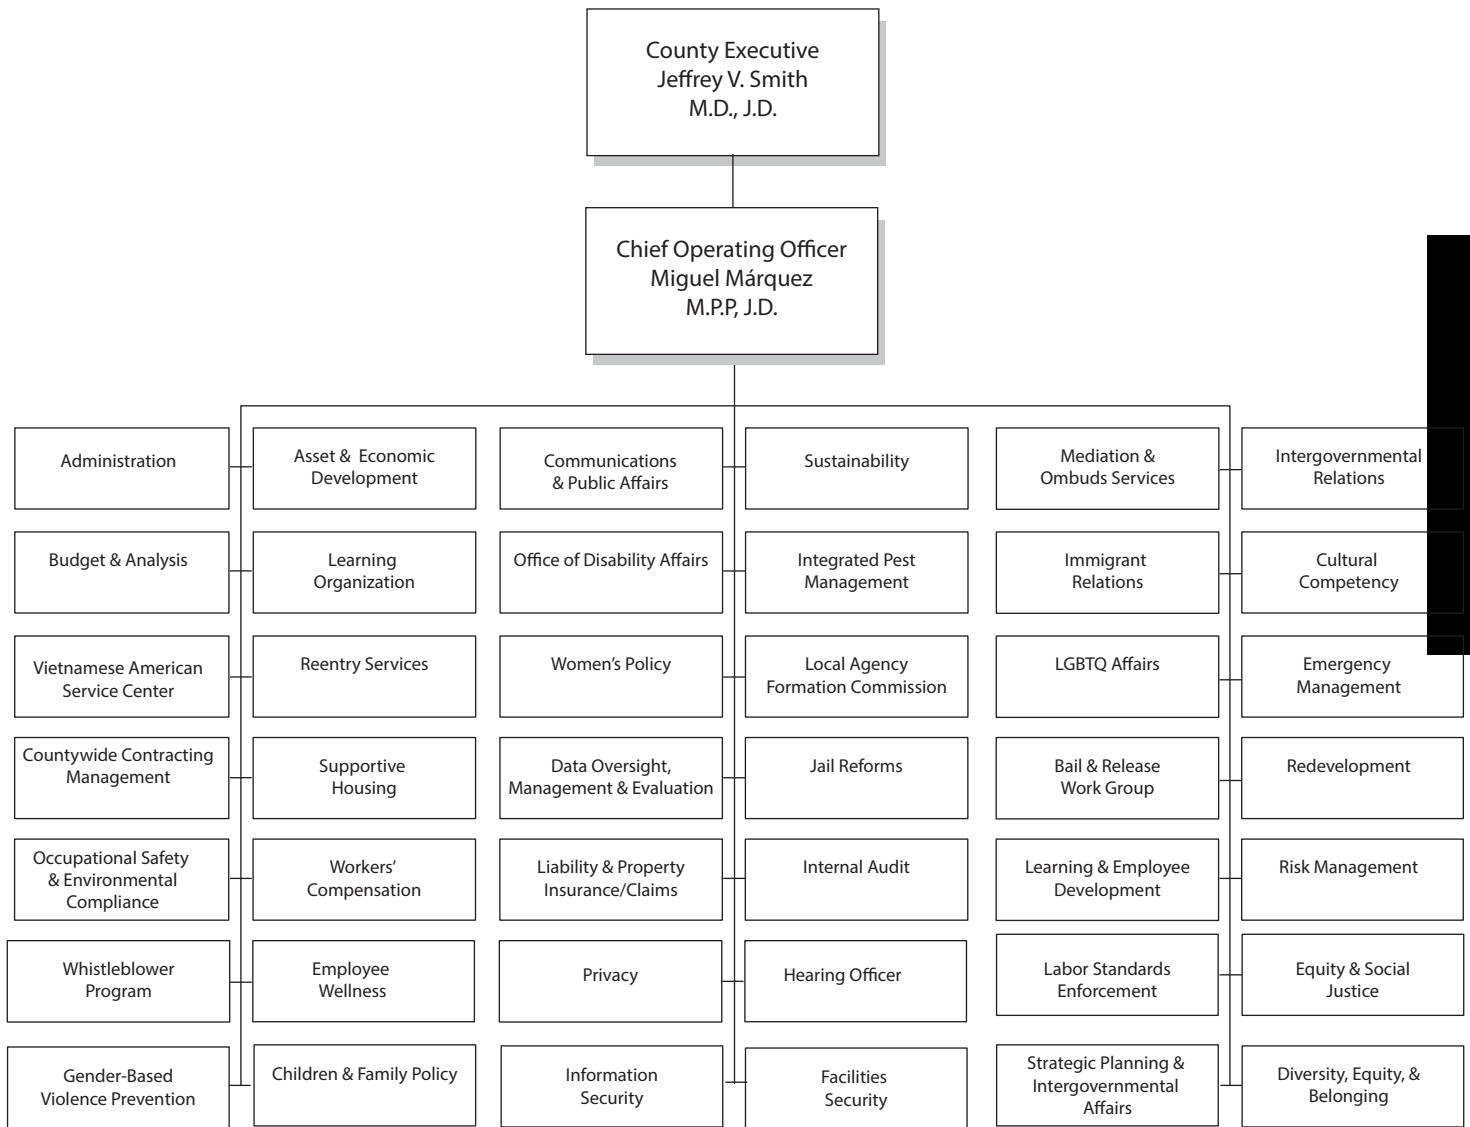 County Executive
Jeffrey V. Smith
M.D., J.D.
Chief Operating Officer
Miguel Márquez
M.P.P, J.D.
Administration
Asset & Economic
Development
Communications
& Public Affairs
Sustainability
Mediation &
Ombuds Services
Intergovernmental
Relations
Budget & Analysis
Learning
Organization
Office of Disability Affairs
Integrated Pest
Management
Immigrant
Relations
Cultural
Competency
Vietnamese American
Service Center
Reentry Services
Women's Policy
Local Agency
Formation Commission
LGBTQ Affairs
Emergency
Management
Countywide Contracting
Management
Supportive
Housing
Data Oversight,
Management & Evaluation
Jail Reforms
Bail & Release
Work Group
Redevelopment
Occupational Safety
& Environmental
Compliance
Workers'
Compensation
Liability & Property
Insurance/Claims
Internal Audit
Learning & Employee
Development
Risk Management
Whistleblower
Program
Employee
Wellness
Privacy
Hearing Officer
Labor Standards
Enforcement
Equity & Social
Justice
Gender-Based
Violence Prevention
Children & Family Policy
Information
Security
Facilities
Security
Strategic Planning &
Intergovernmental
Affairs
Diversity, Equity, &
Belonging